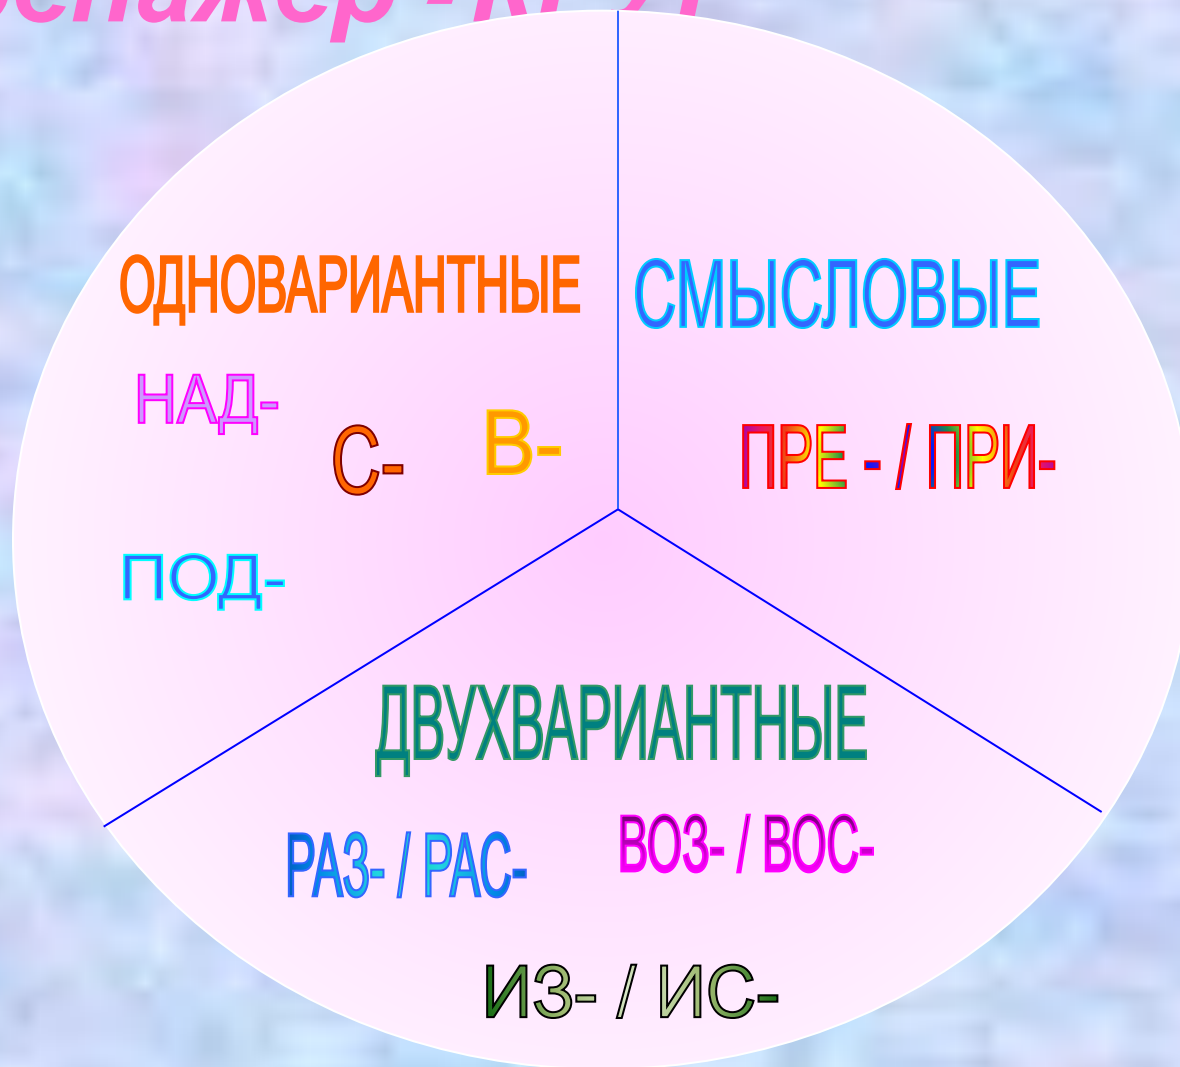 ОДНОВАРИАНТНЫЕ
НАД-
С-
В-
ПОД-
СМЫСЛОВЫЕ
ПРЕ - / ПРИ-
ДВУХВАРИАНТНЫЕ
РАЗ- / РАС-
ВОЗ- / ВОС-
ИЗ- / ИС-